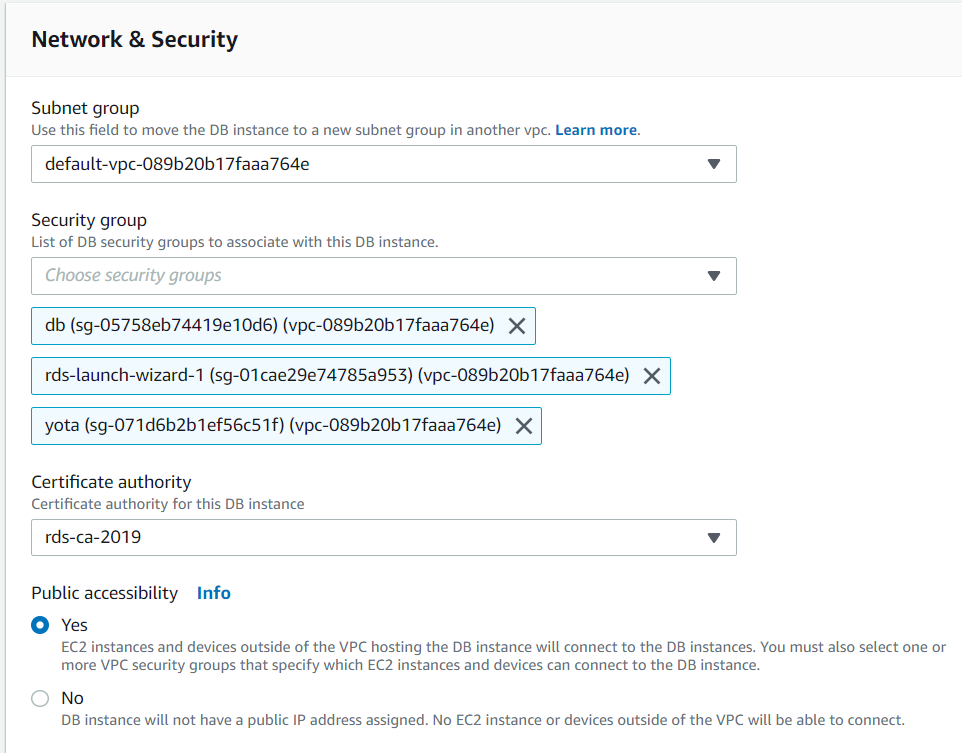 Network & Security
Subnet group
Use this field to move the DB instance to a new subnet group in another vpc. Learn more.
default-vpc-089b20b17faaa764e
Security group
List of DB security groups to associate with this DB instance.
Choose security groups
db (sg-05758eb74419e10d6) (vpc-089b20b17faaa764e)
rds-launch-wizard-1 (sg-01cae29e74785a953) (vpc-089b20b17faaa764e)
yota (sg-071d6b2b1ef56c51f) (vpc-089b20b17faaa764e)
Certificate authority
Certificate authority for this DB instance
rds-ca-2019
Public accessibility Info
Yes
EC2 instances and devices outside of the VPC hosting the DB instance will connect to the DB instances. You must also select one or
more VPC security groups that specify which EC2 instances and devices can connect to the DB instance.
No
DB instance will not have a public IP address assigned. No EC2 instance or devices outside of the VPC will be able to connect.